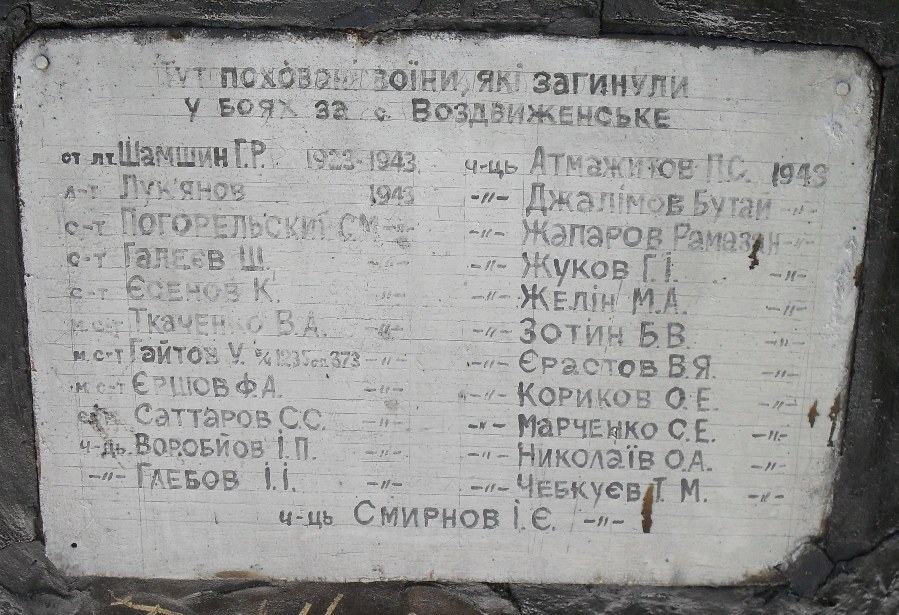 Тут поховані воїни, які загинули
у боях за с. Воздвиженське
ст лт. Шамшин Г.Р. 1923-1943.
л-т Лук'янов 1943
с-т Погорельский С.М. -"-
с-т Галеєв Ш. -"-
с-т Єсенов К. -"-
м.с-т Ткаченко В.А. -"-
м.с-т Гайтов У. -"-
м.с-т Єршов Ф.А. -"-
Саттаров С.С. -"-
ч-ць Воробйов І.П. -"-
-"- Глебов І.І. -"-
ч-ць Атмажитов П.С. 1943
-"- Джалімов Бутай -"-
-"- Жапаров Рамазан -"-
-"- Жуков Г.І. -"-
-"- Желін М.А. -"-
-"- Зотин Б.В. -"-
-"- Єрастов В.Я. -"-
-"- Кориков О.Е. -"-
-"- Марченко С.Е. -"-
-"- Николаїв О.А. -"-
-"- Чебкуєв Т.М. -"-
ч-ць Смирнов І.Є. -"-